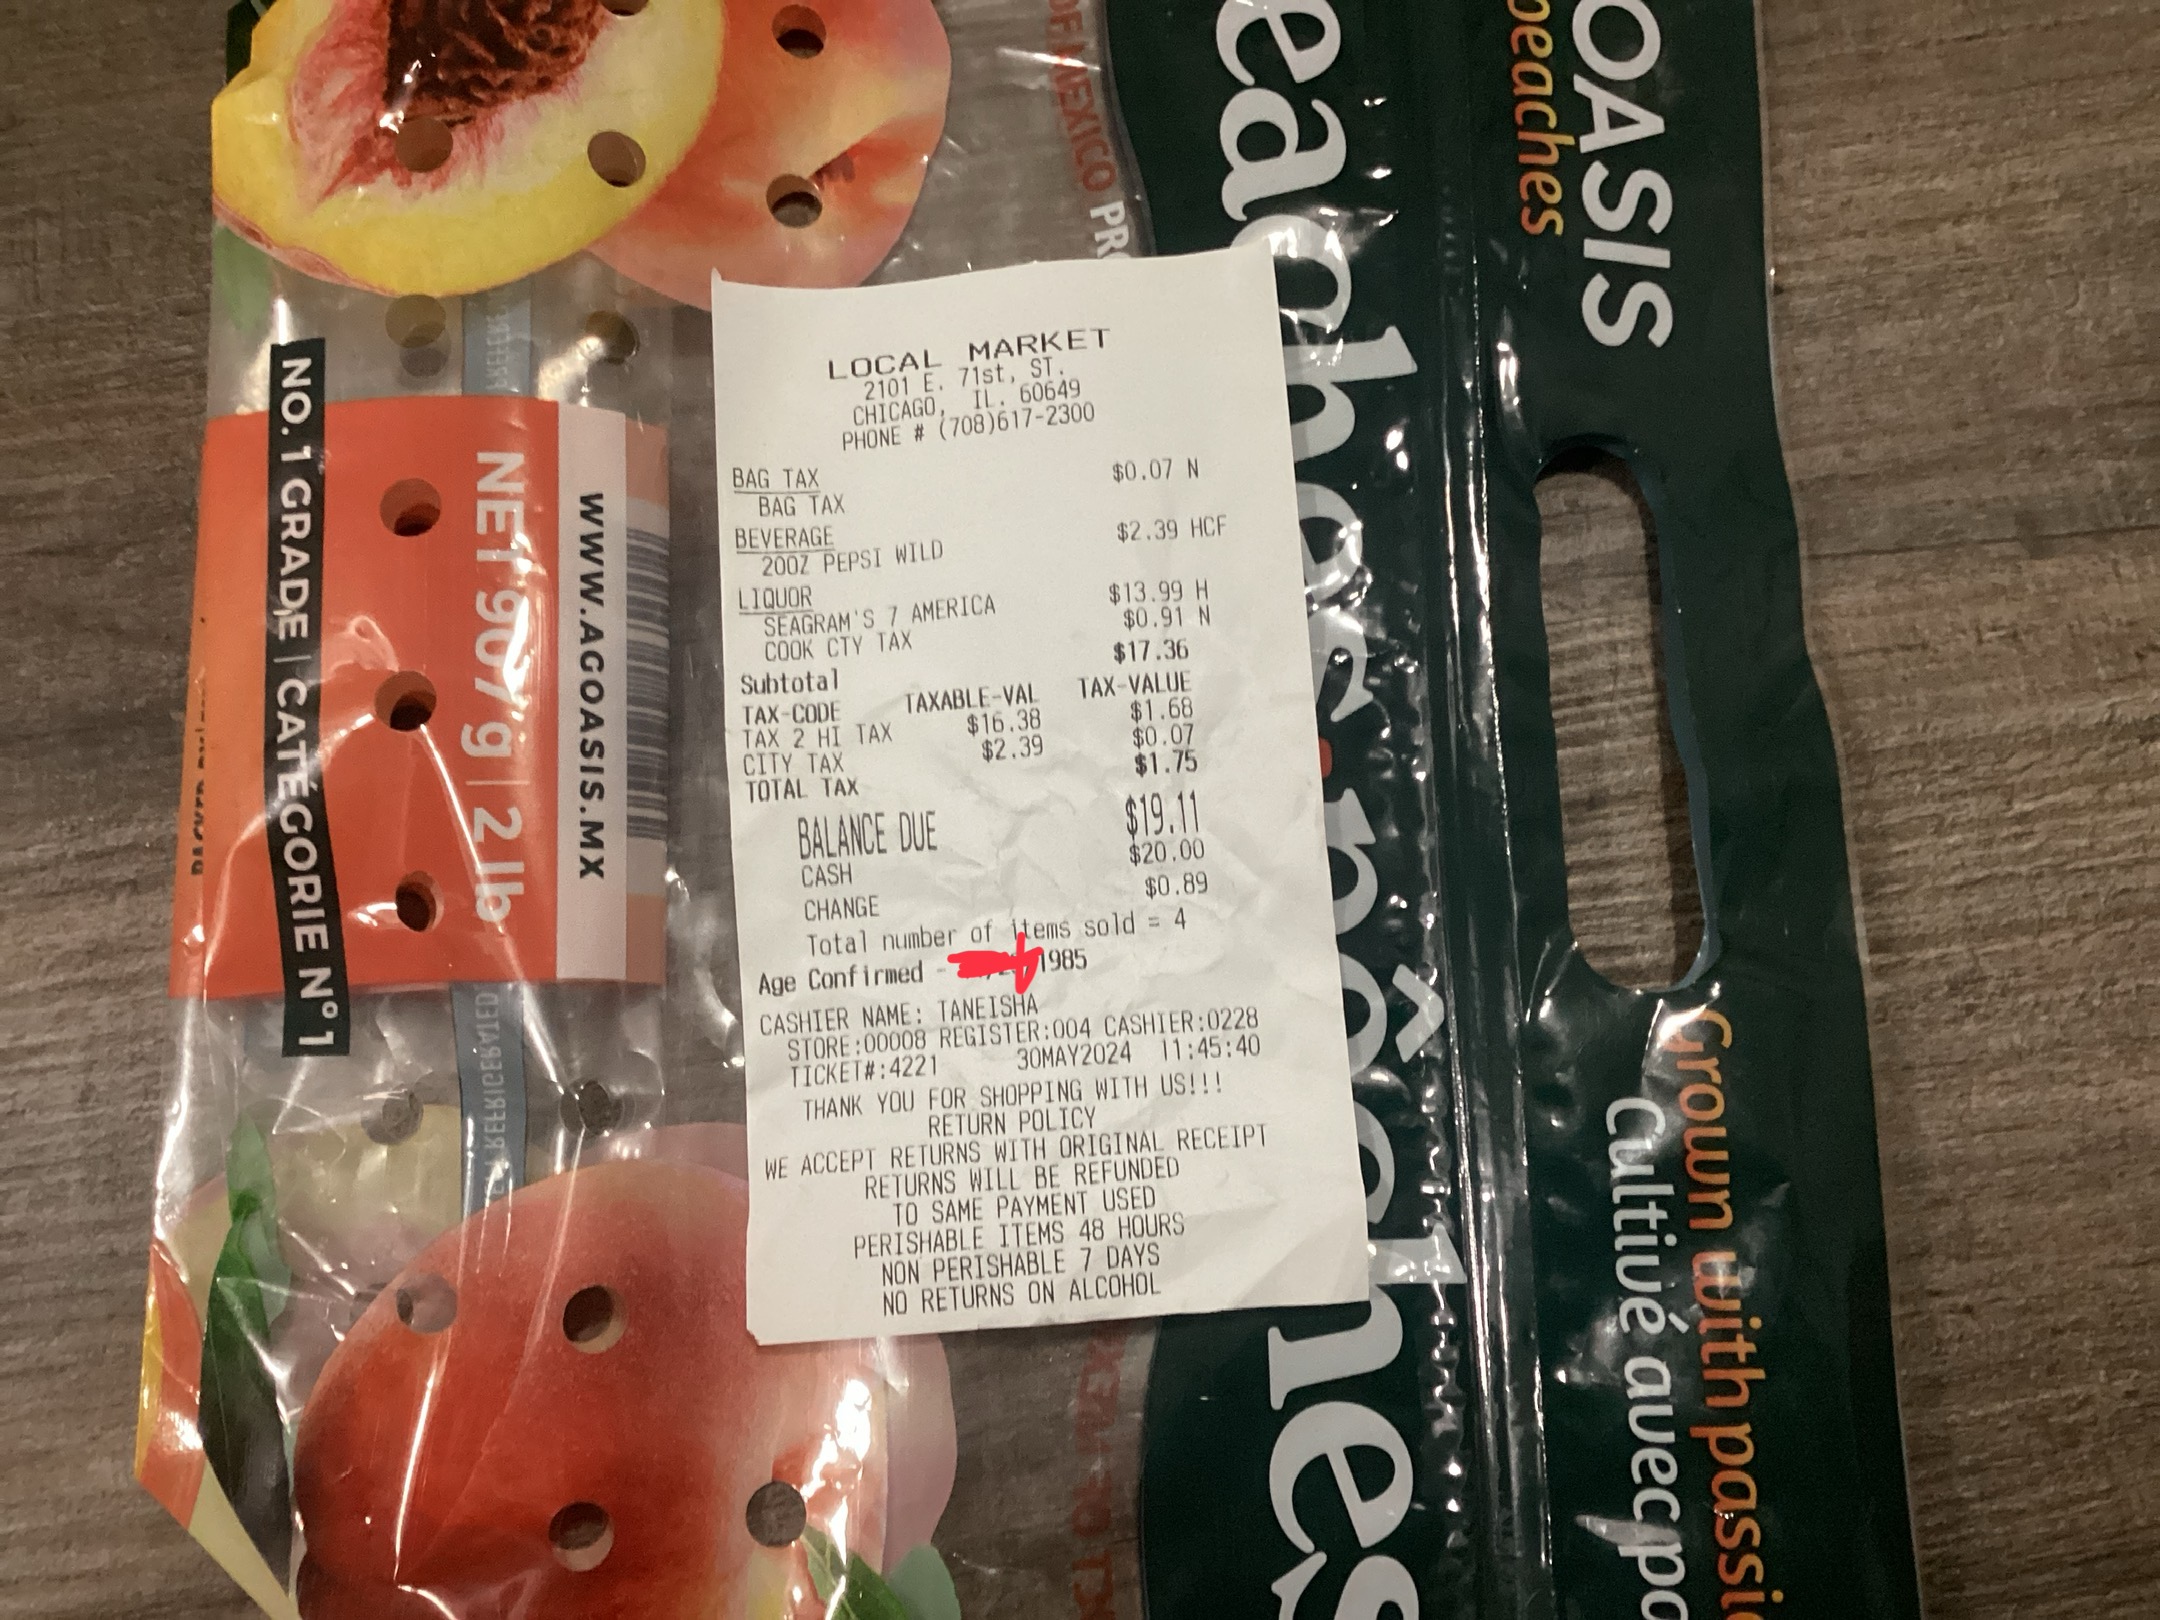 LOCAL MARKET
2101 E. 71st, ST.
CHICAGO, IL. 60649
PHONE # (708)617-2300
BAG TAX $0.07 N
BAG TAX
BEVERAGE $2.39 HCF
20OZ PEPSI WILD
LIQUOR $13.99 H
SEAGRAM'S 7 AMERICA $0.91 N
COOK CTY TAX
Subtotal $17.36
TAX-CODE TAXABLE-VAL TAX-VALUE
TAX 2 HI TAX $16.38 $1.68
CITY TAX $2.39 $0.07
TOTAL TAX $1.75
BALANCE DUE $19.11
CASH $20.00
CHANGE $0.89
Total number of items sold = 4
Age Confirmed - 1985
CASHIER NAME: TANEISHA
STORE:00008 REGISTER:004 CASHIER:0228
TICKET#:4221 30MAY2024 11:45:40
THANK YOU FOR SHOPPING WITH US!!!
RETURN POLICY
WE ACCEPT RETURNS WITH ORIGINAL RECEIPT
RETURNS WILL BE REFUNDED
TO SAME PAYMENT USED
PERISHABLE ITEMS 48 HOURS
NON PERISHABLE 7 DAYS
NO RETURNS ON ALCOHOL
OASIS
peaches
Grown with
Cultivé avec
WWW.AGOASIS.MX
NET 907 g | 2 lb
NO. 1 GRADE | CATÉGORIE N° 1
OF MEXICO